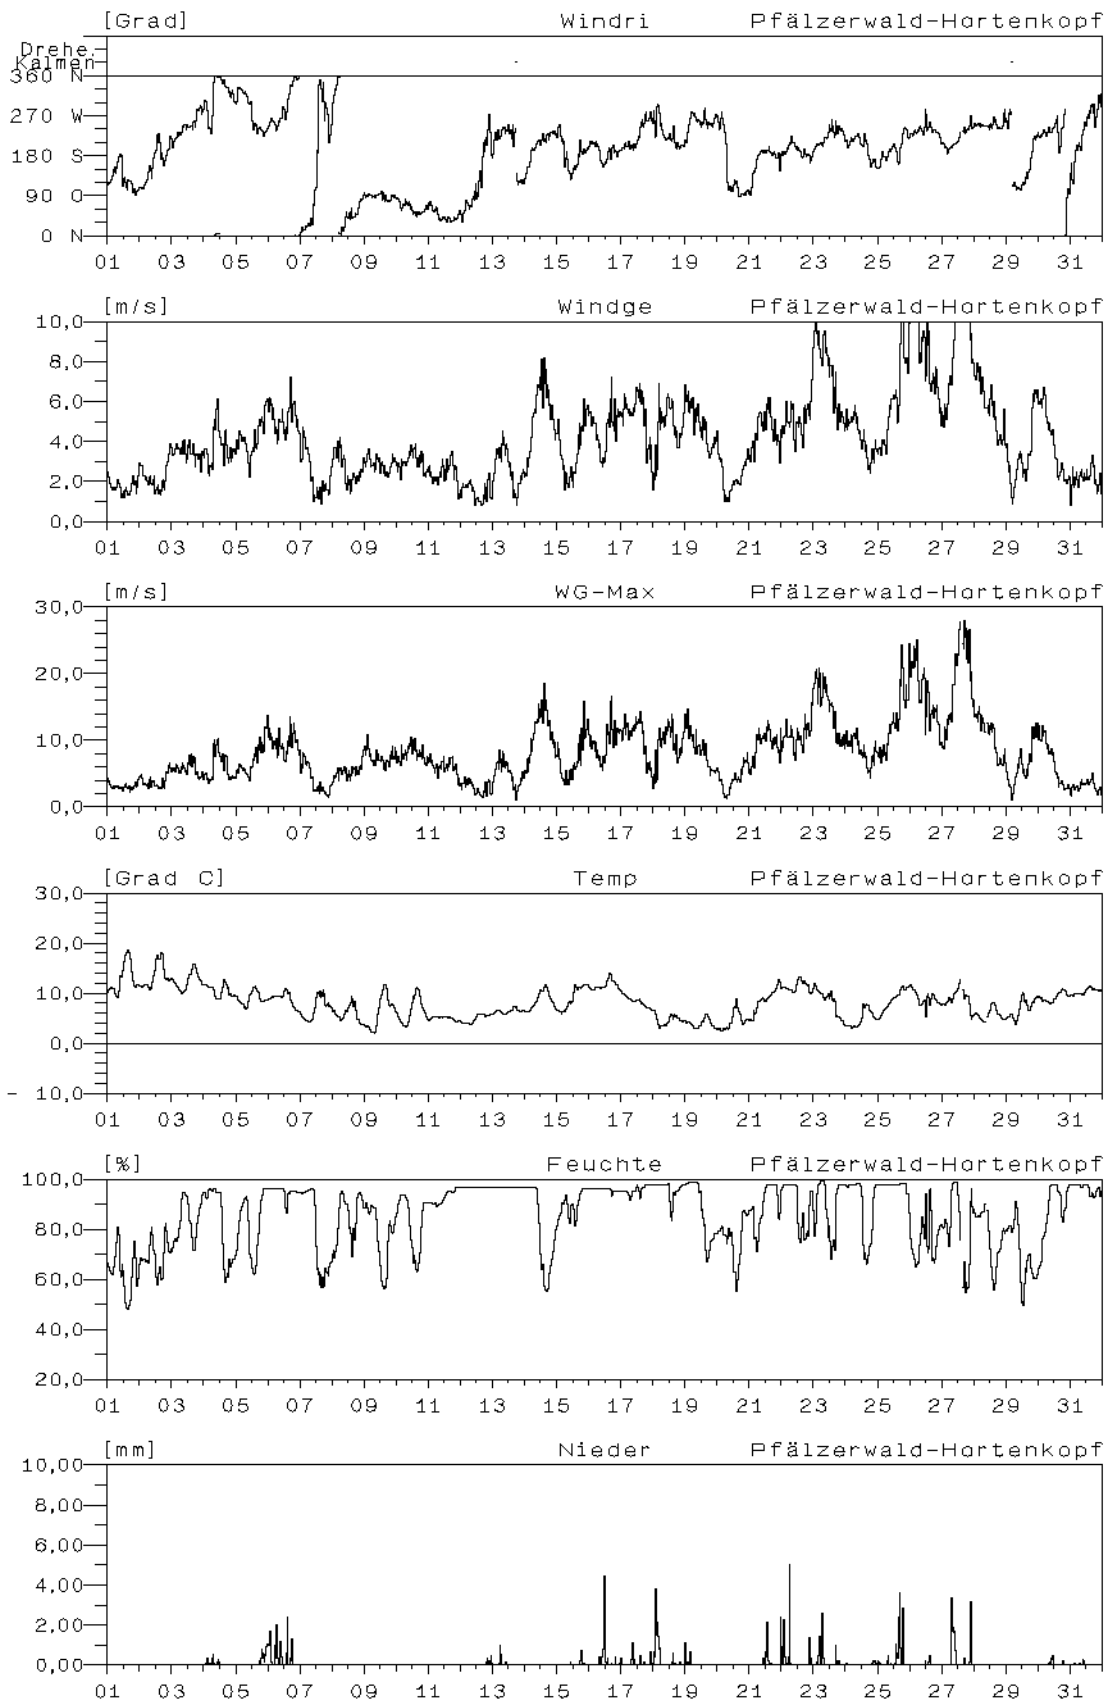 [Grad] Windri Pfälzerwald-Hortenkopf
Drehe.
Kalmen
360 N
270 W
180 S
90 O
0 N
01 03 05 07 09 11 13 15 17 19 21 23 25 27 29 31
[m/s] Windge Pfälzerwald-Hortenkopf
10,0
8,0
6,0
4,0
2,0
0,0
01 03 05 07 09 11 13 15 17 19 21 23 25 27 29 31
[m/s] WG-Max Pfälzerwald-Hortenkopf
30,0
20,0
10,0
0,0
01 03 05 07 09 11 13 15 17 19 21 23 25 27 29 31
[Grad C] Temp Pfälzerwald-Hortenkopf
30,0
20,0
10,0
0,0
- 10,0
01 03 05 07 09 11 13 15 17 19 21 23 25 27 29 31
[%] Feuchte Pfälzerwald-Hortenkopf
100,0
80,0
60,0
40,0
20,0
01 03 05 07 09 11 13 15 17 19 21 23 25 27 29 31
[mm] Nieder Pfälzerwald-Hortenkopf
10,00
8,00
6,00
4,00
2,00
0,00
01 03 05 07 09 11 13 15 17 19 21 23 25 27 29 31